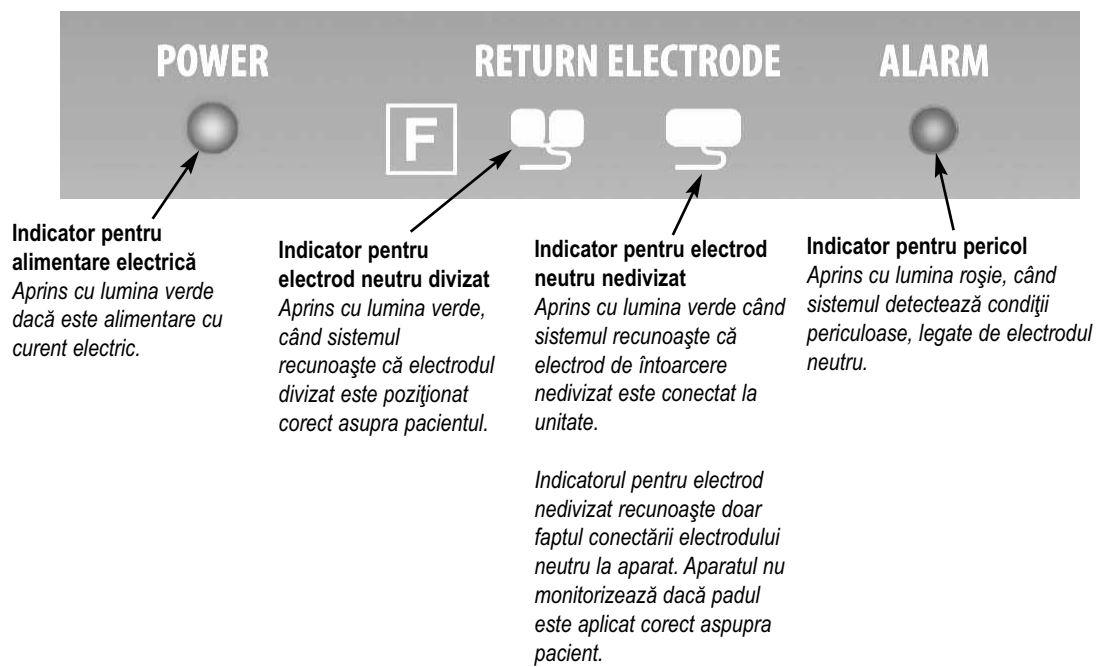 POWER RETURN ELECTRODE ALARM
F
Indicator pentru
alimentare electrică
Aprins cu lumina verde
dacă este alimentare cu
curent electric.
Indicator pentru
electrod neutru divizat
Aprins cu lumina verde,
când sistemul
recunoaşte că electrodul
divizat este poziţionat
corect asupra pacientul.
Indicator pentru electrod
neutru nedivizat
Aprins cu lumina verde când
sistemul recunoaşte că
electrod de întoarcere
nedivizat este conectat la
unitate.
Indicatorul pentru electrod
nedivizat recunoaşte doar
faptul conectării electrodului
neutru la aparat. Aparatul nu
monitorizează dacă padul
este aplicat corect aspupra
pacient.
Indicator pentru pericol
Aprins cu lumina roşie, când
sistemul detectează condiţii
periculoase, legate de electrodul
neutru.